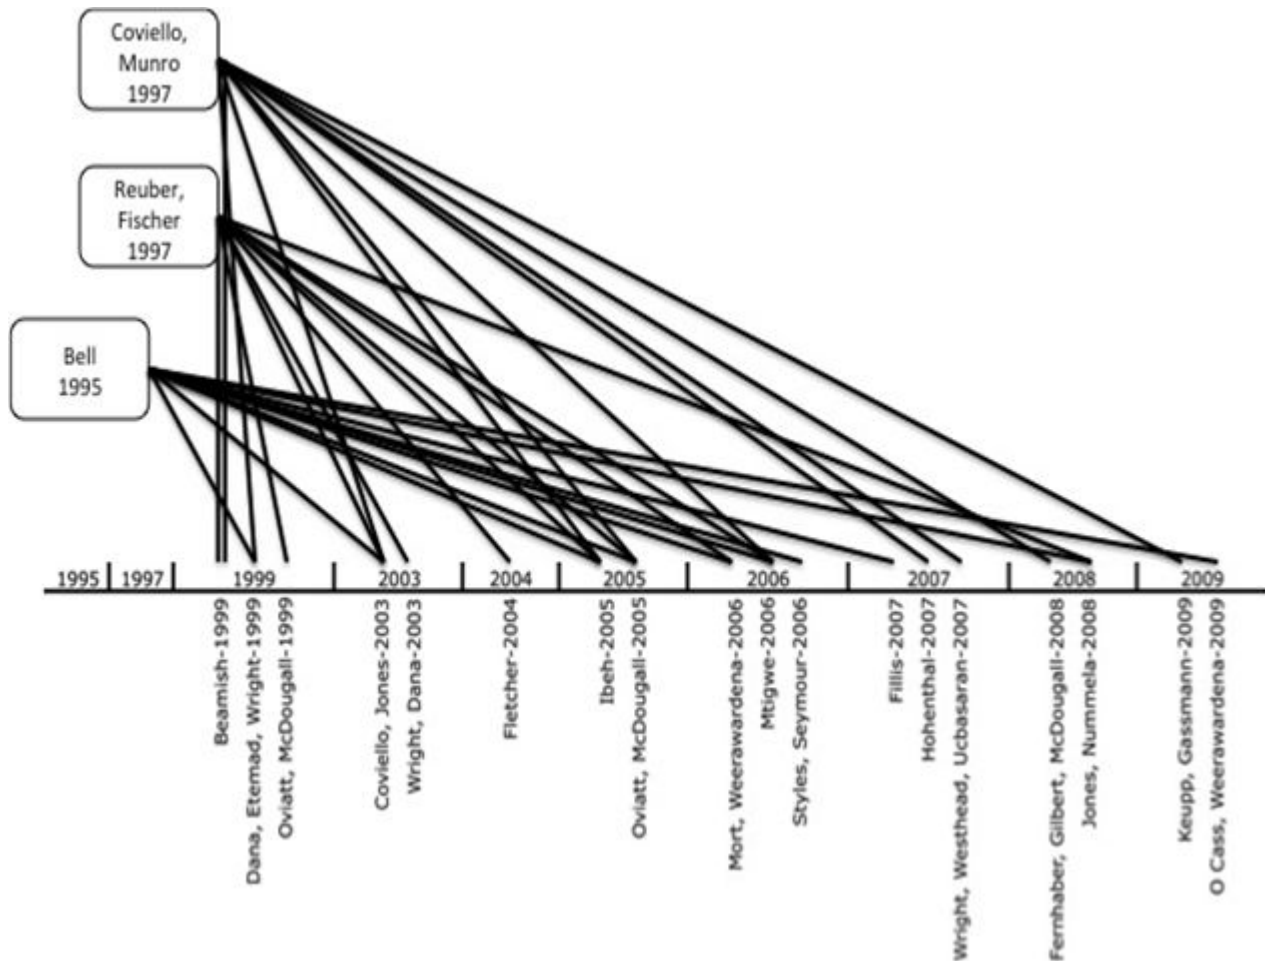 Coviello,
Munro
1997
Reuber,
Fischer
1997
Bell
1995
1995
1997
1999
2003
2004
2005
2006
2007
2008
2009
Beamish-1999
Dana, Etemad, Wright-1999
Oviatt, McDougall-1999
Coviello, Jones-2003
Wright, Dana-2003
Fletcher-2004
Ibeh-2005
Oviatt, McDougall-2005
Mort, Weerawardena-2006
Mtigwe-2006
Styles, Seymour-2006
Fillis-2007
Hohenthal-2007
Wright, Westhead, Ucbasaran-2007
Fernhaber, Gilbert, McDougall-2008
Jones, Nummela-2008
Keupp, Gasmann-2009
O Cass, Weerawardena-2009